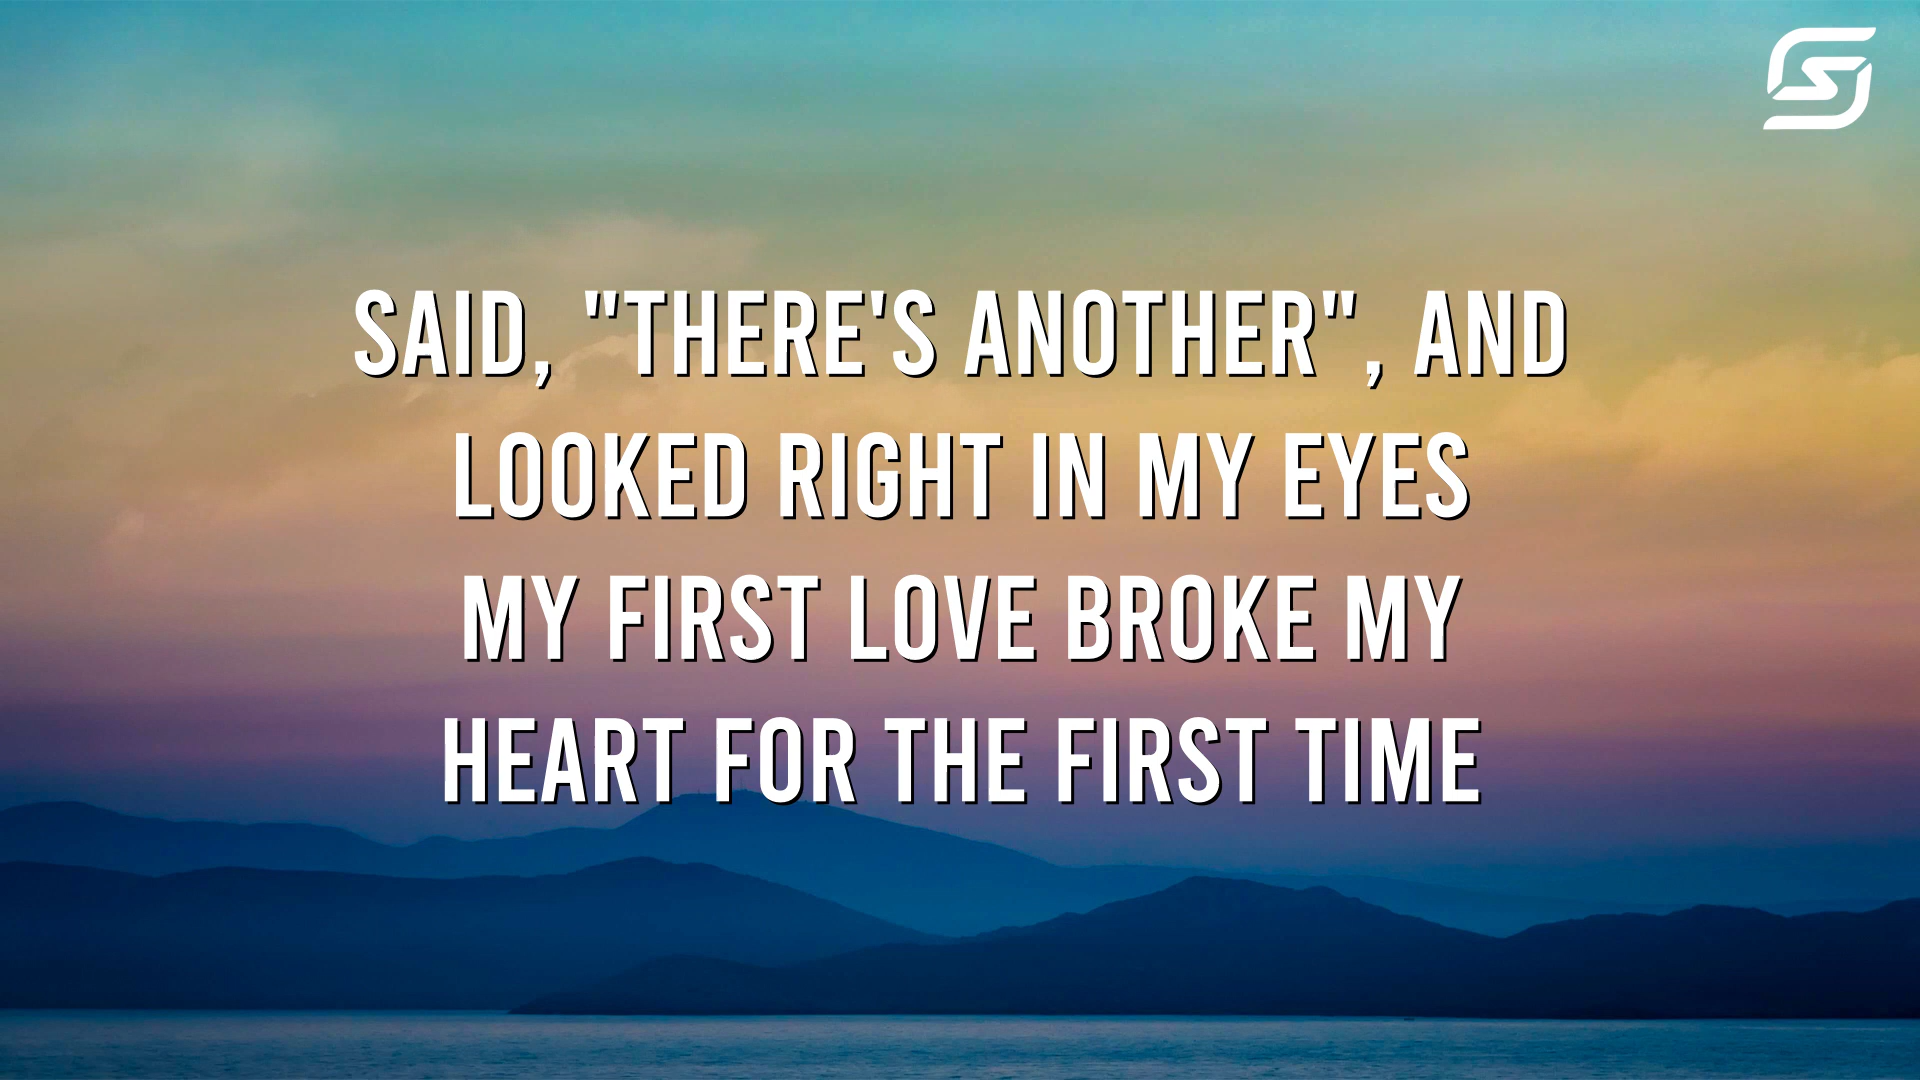 SAID, "THERE'S ANOTHER", AND
LOOKED RIGHT IN MY EYES
MY FIRST LOVE BROKE MY
HEART FOR THE FIRST TIME